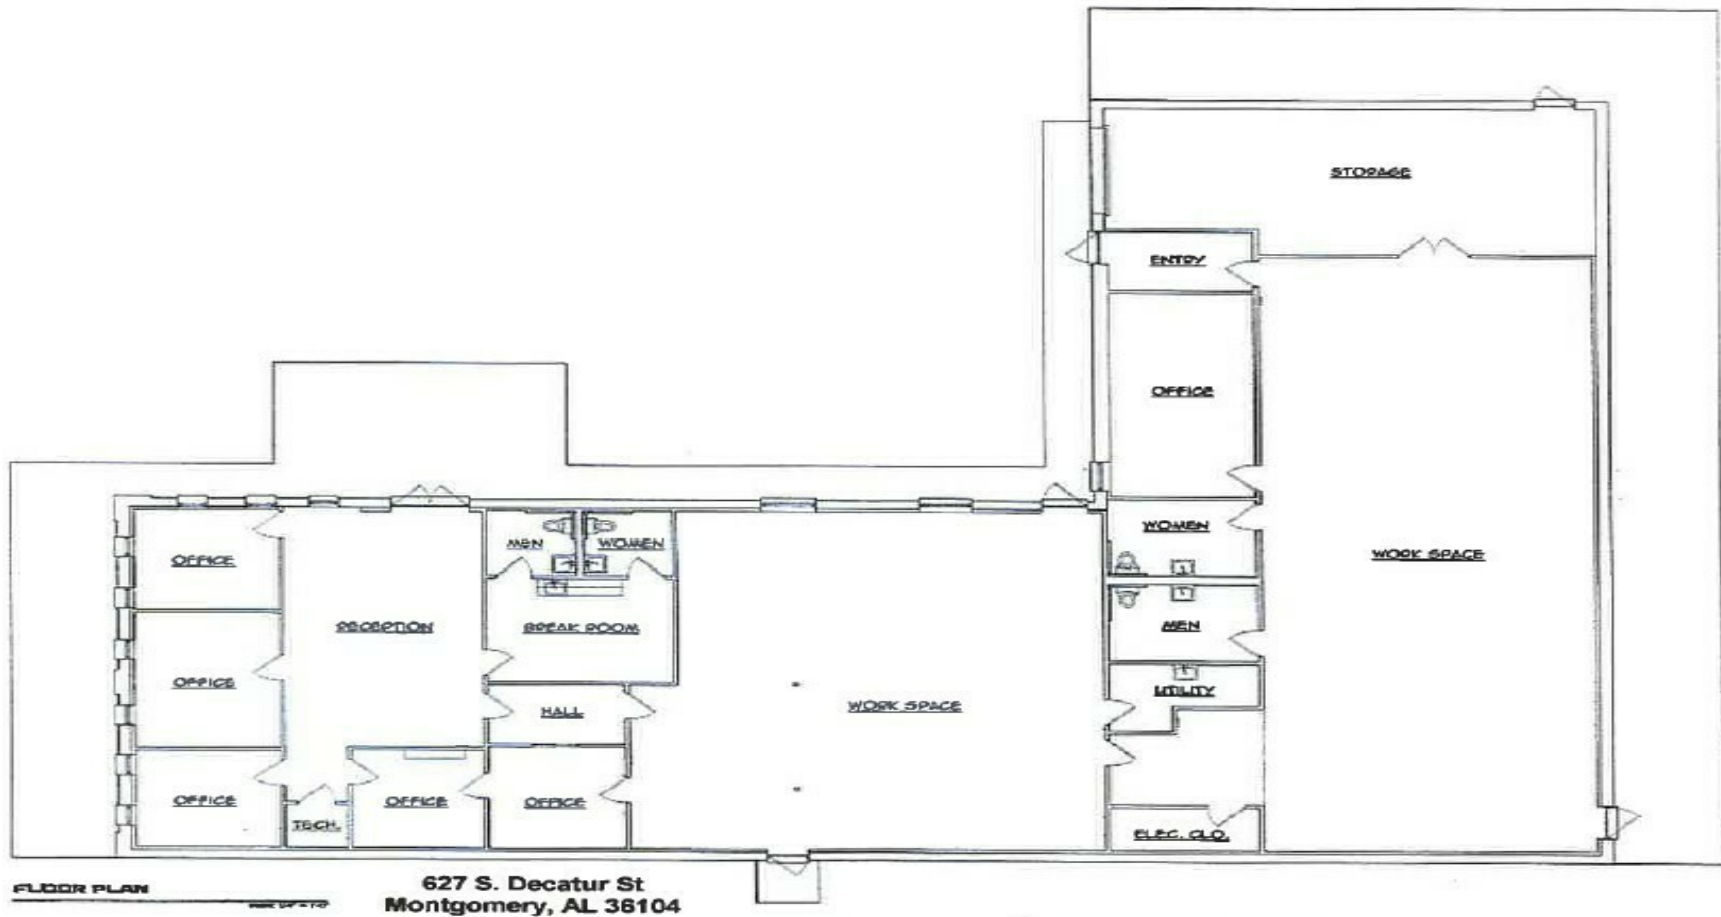 STORAGE
ENTRY
OFFICE
WOMEN
WORK SPACE
MEN
UTILITY
ELEC. CLO.
MEN
WOMEN
OFFICE
RECEPTION
BREAK ROOM
OFFICE
HALL
WORK SPACE
OFFICE
TECH.
OFFICE
OFFICE
FLOOR PLAN
627 S. Decatur St
Montgomery, AL 36104